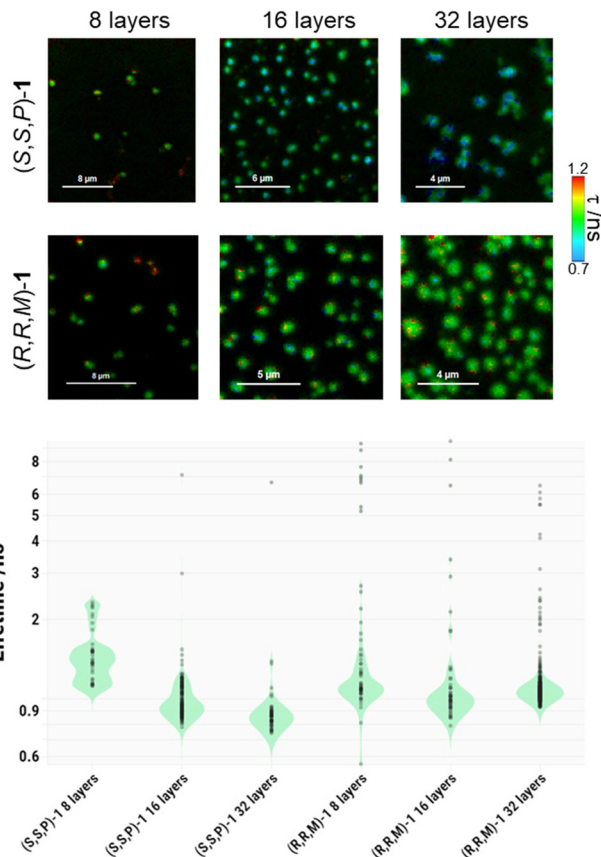 8 layers 16 layers 32 layers
(S,S,P)-1
8 µm
6 µm
4 µm
1.2
τ /ns
0.7
(R,R,M)-1
8 µm
5 µm
4 µm
8
6
5
4
3
2
0.9
0.6
(S,S,P)-1 8 layers
(S,S,P)-1 16 layers
(S,S,P)-1 32 layers
(R,R,M)-1 8 layers
(R,R,M)-1 16 layers
(R,R,M)-1 32 layers